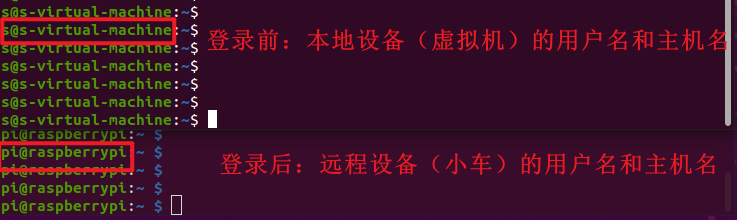 s@s-virtual-machine:~$
s@s-virtual-machine:~$
登录前：本地设备（虚拟机）的用户名和主机名
s@s-virtual-machine:~$
s@s-virtual-machine:~$
s@s-virtual-machine:~$
s@s-virtual-machine:~$
s@s-virtual-machine:~$
pi@raspberrypi:~ $
pi@raspberrypi:~ $
登录后：远程设备（小车）的用户名和主机名
pi@raspberrypi:~ $
pi@raspberrypi:~ $
pi@raspberrypi:~ $